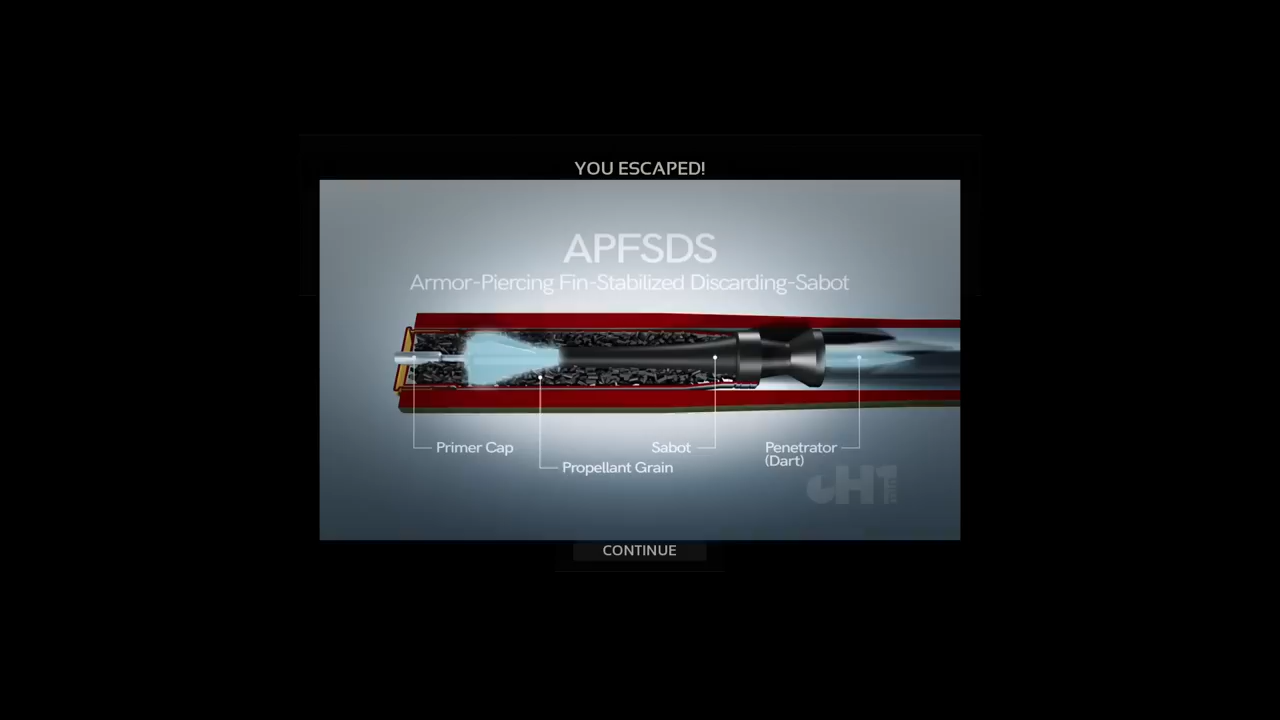 YOU ESCAPED!
APFSDS
Armor-Piercing Fin-Stabilized Discarding-Sabot
Primer Cap
Propellant Grain
Sabot
Penetrator
(Dart)
CONTINUE